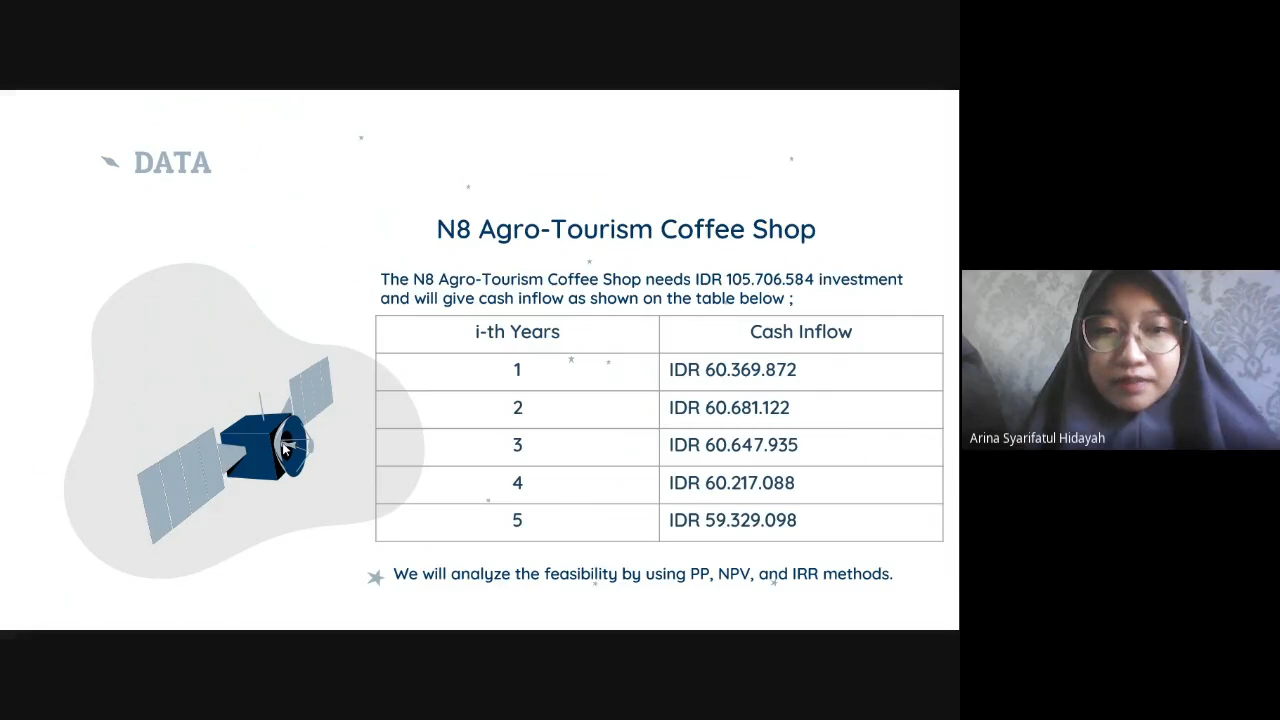 DATA
N8 Agro-Tourism Coffee Shop
The N8 Agro-Tourism Coffee Shop needs IDR 105.706.584 investment
and will give cash inflow as shown on the table below ;
i-th Years Cash Inflow
1 IDR 60.369.872
2 IDR 60.681.122
3 IDR 60.647.935
4 IDR 60.217.088
5 IDR 59.329.098
We will analyze the feasibility by using PP, NPV, and IRR methods.
Arina Syarifatul Hidayah